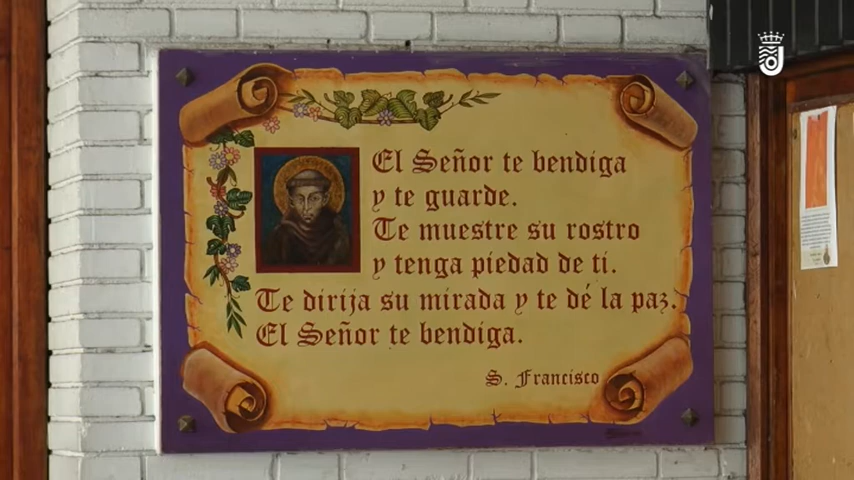 El Señor te bendiga
y te guarde.
Te muestre su rostro
y tenga piedad de ti.
Te dirija su mirada y te dé la paz.
El Señor te bendiga.
S. Francisco